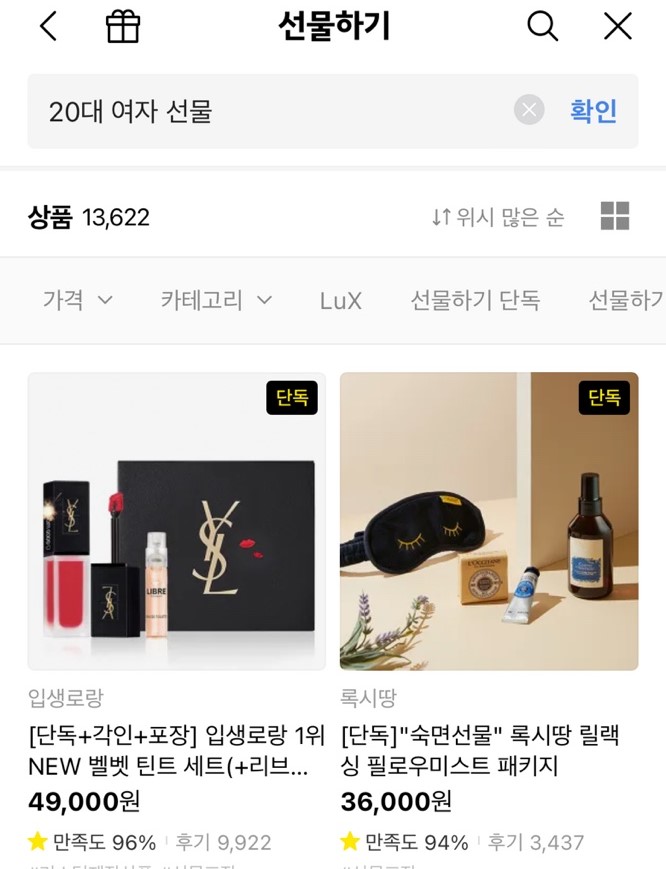 선물하기
20대 여자 선물
확인
상품 13,622
↓↑ 위시 많은 순
가격 카테고리 LuX 선물하기 단독 선물하기
단독
단독
YSL
LIBRE
L'OCCITANE
입생로랑
[단독+각인+포장] 입생로랑 1위
NEW 벨벳 틴트 세트(+리브...
49,000원
만족도 96% 후기 9,922
록시땅
[단독]"숙면선물" 록시땅 릴랙
싱 필로우미스트 패키지
36,000원
만족도 94% 후기 3,437